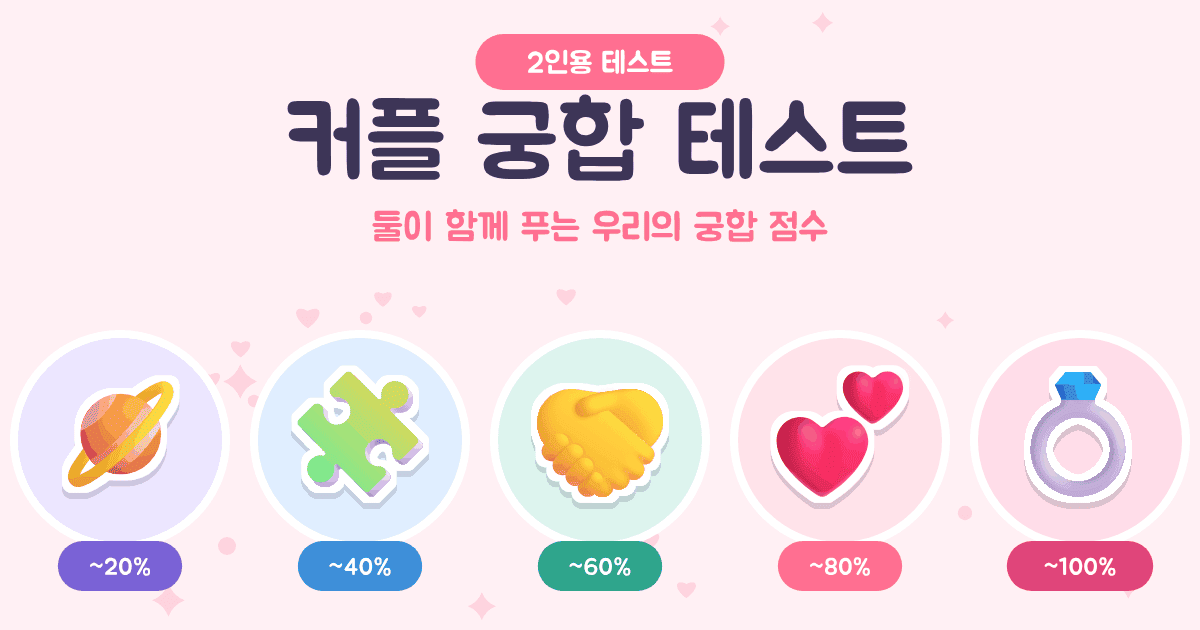 2인용 테스트
커플 궁합 테스트
둘이 함께 푸는 우리의 궁합 점수
~20%
~40%
~60%
~80%
~100%